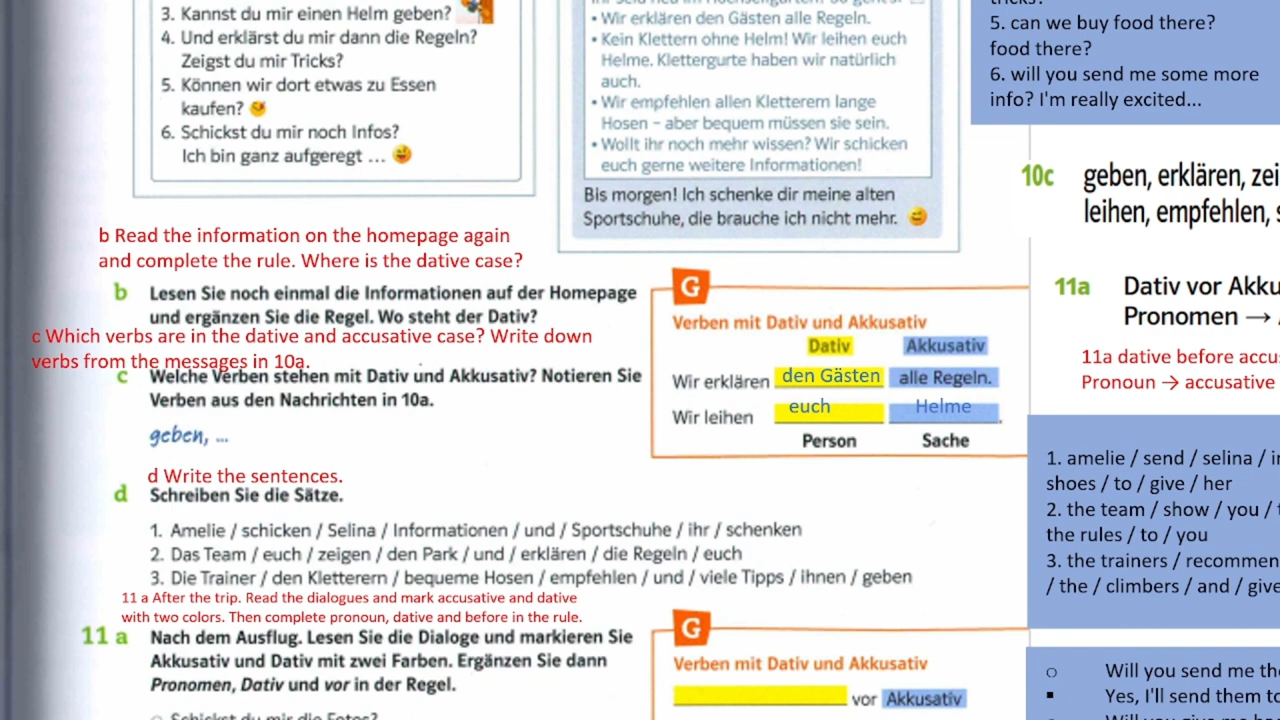 3. Kannst du mir einen Helm geben?
4. Und erklärst du mir dann die Regeln?
Zeigst du mir Tricks?
5. Können wir dort etwas zu Essen
kaufen?
6. Schickst du mir noch Infos?
Ich bin ganz aufgeregt ...
• Wir erklären den Gästen alle Regeln.
• Kein Klettern ohne Helm! Wir leihen euch
Helme. Klettergurte haben wir natürlich
auch.
• Wir empfehlen allen Kletterern lange
Hosen – aber bequem müssen sie sein.
• Wollt ihr noch mehr wissen? Wir schicken
euch gerne weitere Informationen!
Bis morgen! Ich schenke dir meine alten
Sportschuhe, die brauche ich nicht mehr.
5. can we buy food there?
food there?
6. will you send me some more
info? I'm really excited...
10c geben, erklären,
leihen, empfehlen,
b Read the information on the homepage again
and complete the rule. Where is the dative case?
b Lesen Sie noch einmal die Informationen auf der Homepage
und ergänzen Sie die Regel. Wo steht der Dativ?
c Which verbs are in the dative and accusative case? Write down
verbs from the messages in 10a.
c Welche Verben stehen mit Dativ und Akkusativ? Notieren Sie
Verben aus den Nachrichten in 10a.
geben, ...
G
Verben mit Dativ und Akkusativ
Dativ Akkusativ
Wir erklären den Gästen alle Regeln.
Wir leihen euch Helme.
Person Sache
11a Dativ vor
Pronomen →
11a dative before
Pronoun → accusative
d Write the sentences.
d Schreiben Sie die Sätze.
1. Amelie / schicken / Selina / Informationen / und / Sportschuhe / ihr / schenken
2. Das Team / euch / zeigen / den Park / und / erklären / die Regeln / euch
3. Die Trainer / den Kletterern / bequeme Hosen / empfehlen / und / viele Tipps / ihnen / geben
1. amelie / send / selina /
shoes / to / give / her
2. the team / show / you /
the rules / to / you
3. the trainers /
/ the / climbers / and /
11 a After the trip. Read the dialogues and mark accusative and dative
with two colors. Then complete pronoun, dative and before in the rule.
11 a Nach dem Ausflug. Lesen Sie die Dialoge und markieren Sie
Akkusativ und Dativ mit zwei Farben. Ergänzen Sie dann
Pronomen, Dativ und vor in der Regel.
G
Verben mit Dativ und Akkusativ
vor Akkusativ
Will you send me
Yes, I'll send them